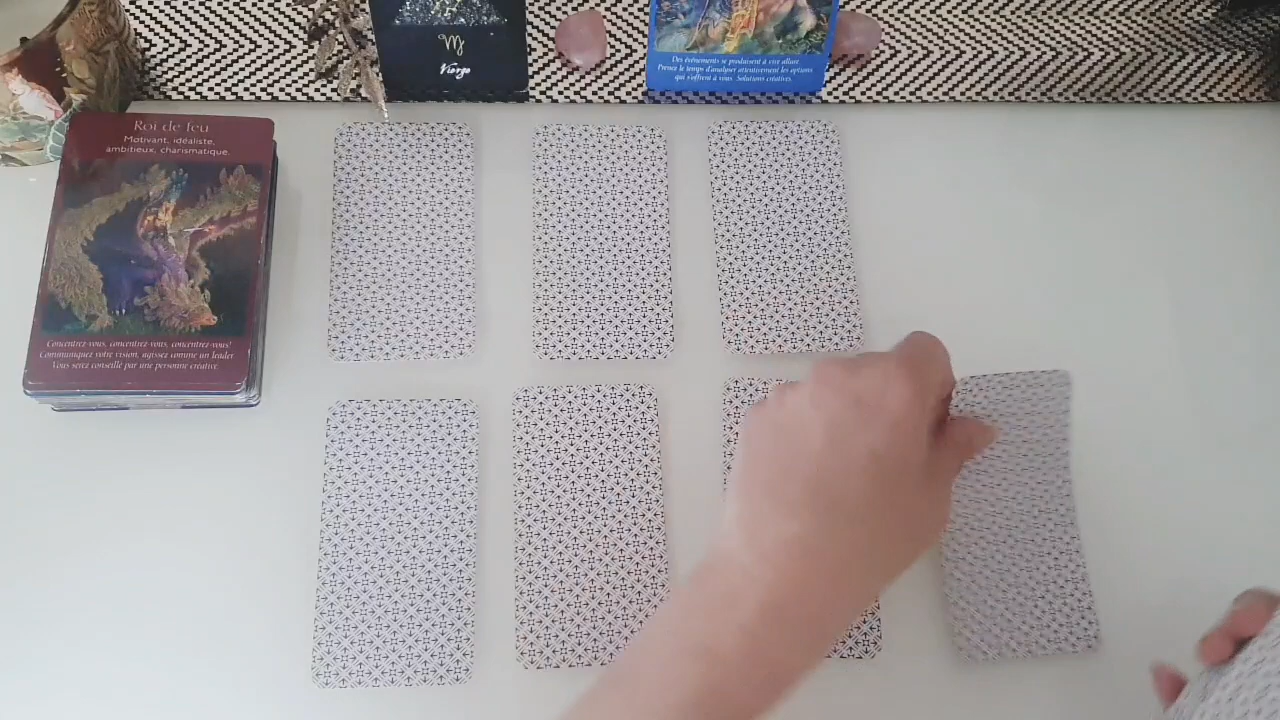 ♍
Vierge
Des événements se produisent à vive allure.
Prenez le temps d'analyser attentivement les options
qui s'offrent à vous. Solutions créatives.
Roi de feu
Motivant, idéaliste,
ambitieux, charismatique.
Concentrez-vous, concentrez-vous, concentrez-vous!
Communiquez votre vision, agissez comme un leader.
Vous serez conseillé par une personne créative.